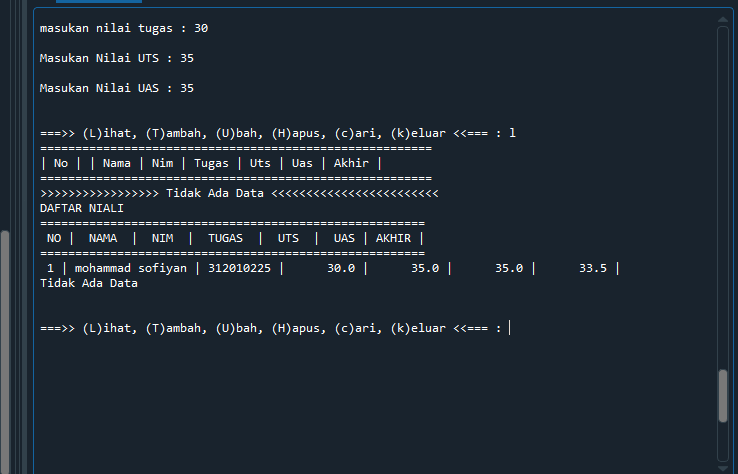 masukan nilai tugas : 30
Masukan Nilai UTS : 35
Masukan Nilai UAS : 35
===>> (L)ihat, (T)ambah, (U)bah, (H)apus, (c)ari, (k)eluar <<=== : l
========================================================
| No | | Nama | Nim | Tugas | Uts | Uas | Akhir |
========================================================
>>>>>>>>>>>>>>>>> Tidak Ada Data <<<<<<<<<<<<<<<<<<<<<<<<
DAFTAR NIALI
=======================================================
NO |  NAMA  |  NIM  |  TUGAS  |  UTS  |  UAS | AKHIR |
=======================================================
1 | mohammad sofiyan | 312010225 |      30.0 |      35.0 |      35.0 |      33.5 |
Tidak Ada Data
===>> (L)ihat, (T)ambah, (U)bah, (H)apus, (c)ari, (k)eluar <<=== :